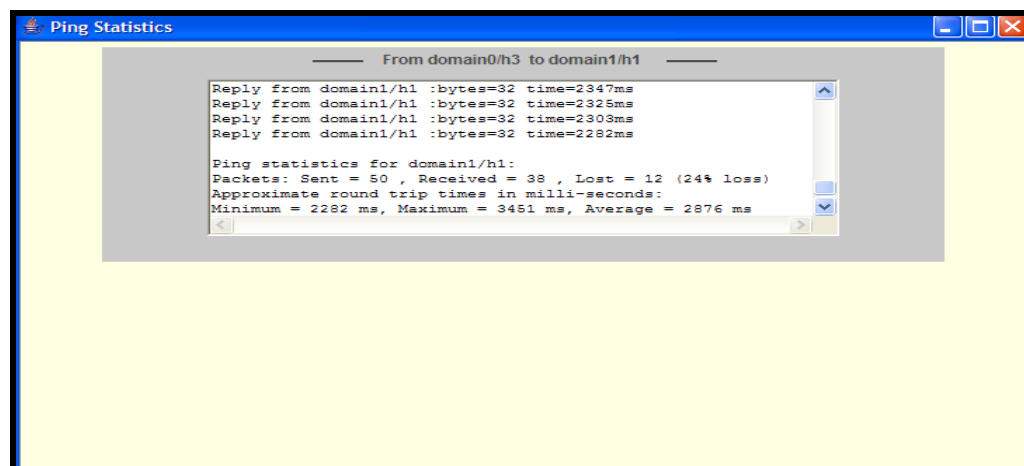 Ping Statistics
From domain0/h3 to domain1/h1
Reply from domain1/h1 :bytes=32 time=2347ms
Reply from domain1/h1 :bytes=32 time=2325ms
Reply from domain1/h1 :bytes=32 time=2303ms
Reply from domain1/h1 :bytes=32 time=2282ms
Ping statistics for domain1/h1:
Packets: Sent = 50 , Received = 38 , Lost = 12 (24% loss)
Approximate round trip times in milli-seconds:
Minimum = 2282 ms, Maximum = 3451 ms, Average = 2876 ms